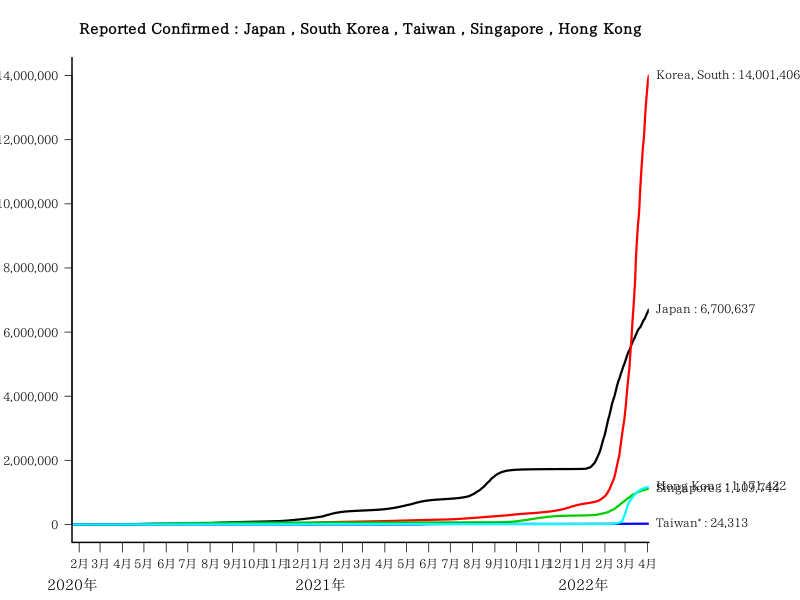 Reported Confirmed : Japan , South Korea , Taiwan , Singapore , Hong Kong
14,000,000
Korea, South : 14,001,406
12,000,000
10,000,000
8,000,000
Japan : 6,700,637
6,000,000
4,000,000
2,000,000
Hong Kong :
Singapore :
0
Taiwan* : 24,313
2月 3月 4月 5月 6月 7月 8月 9月 10月 11月 12月 1月 2月 3月 4月 5月 6月 7月 8月 9月 10月 11月 12月 1月 2月 3月 4月
2020年 2021年 2022年